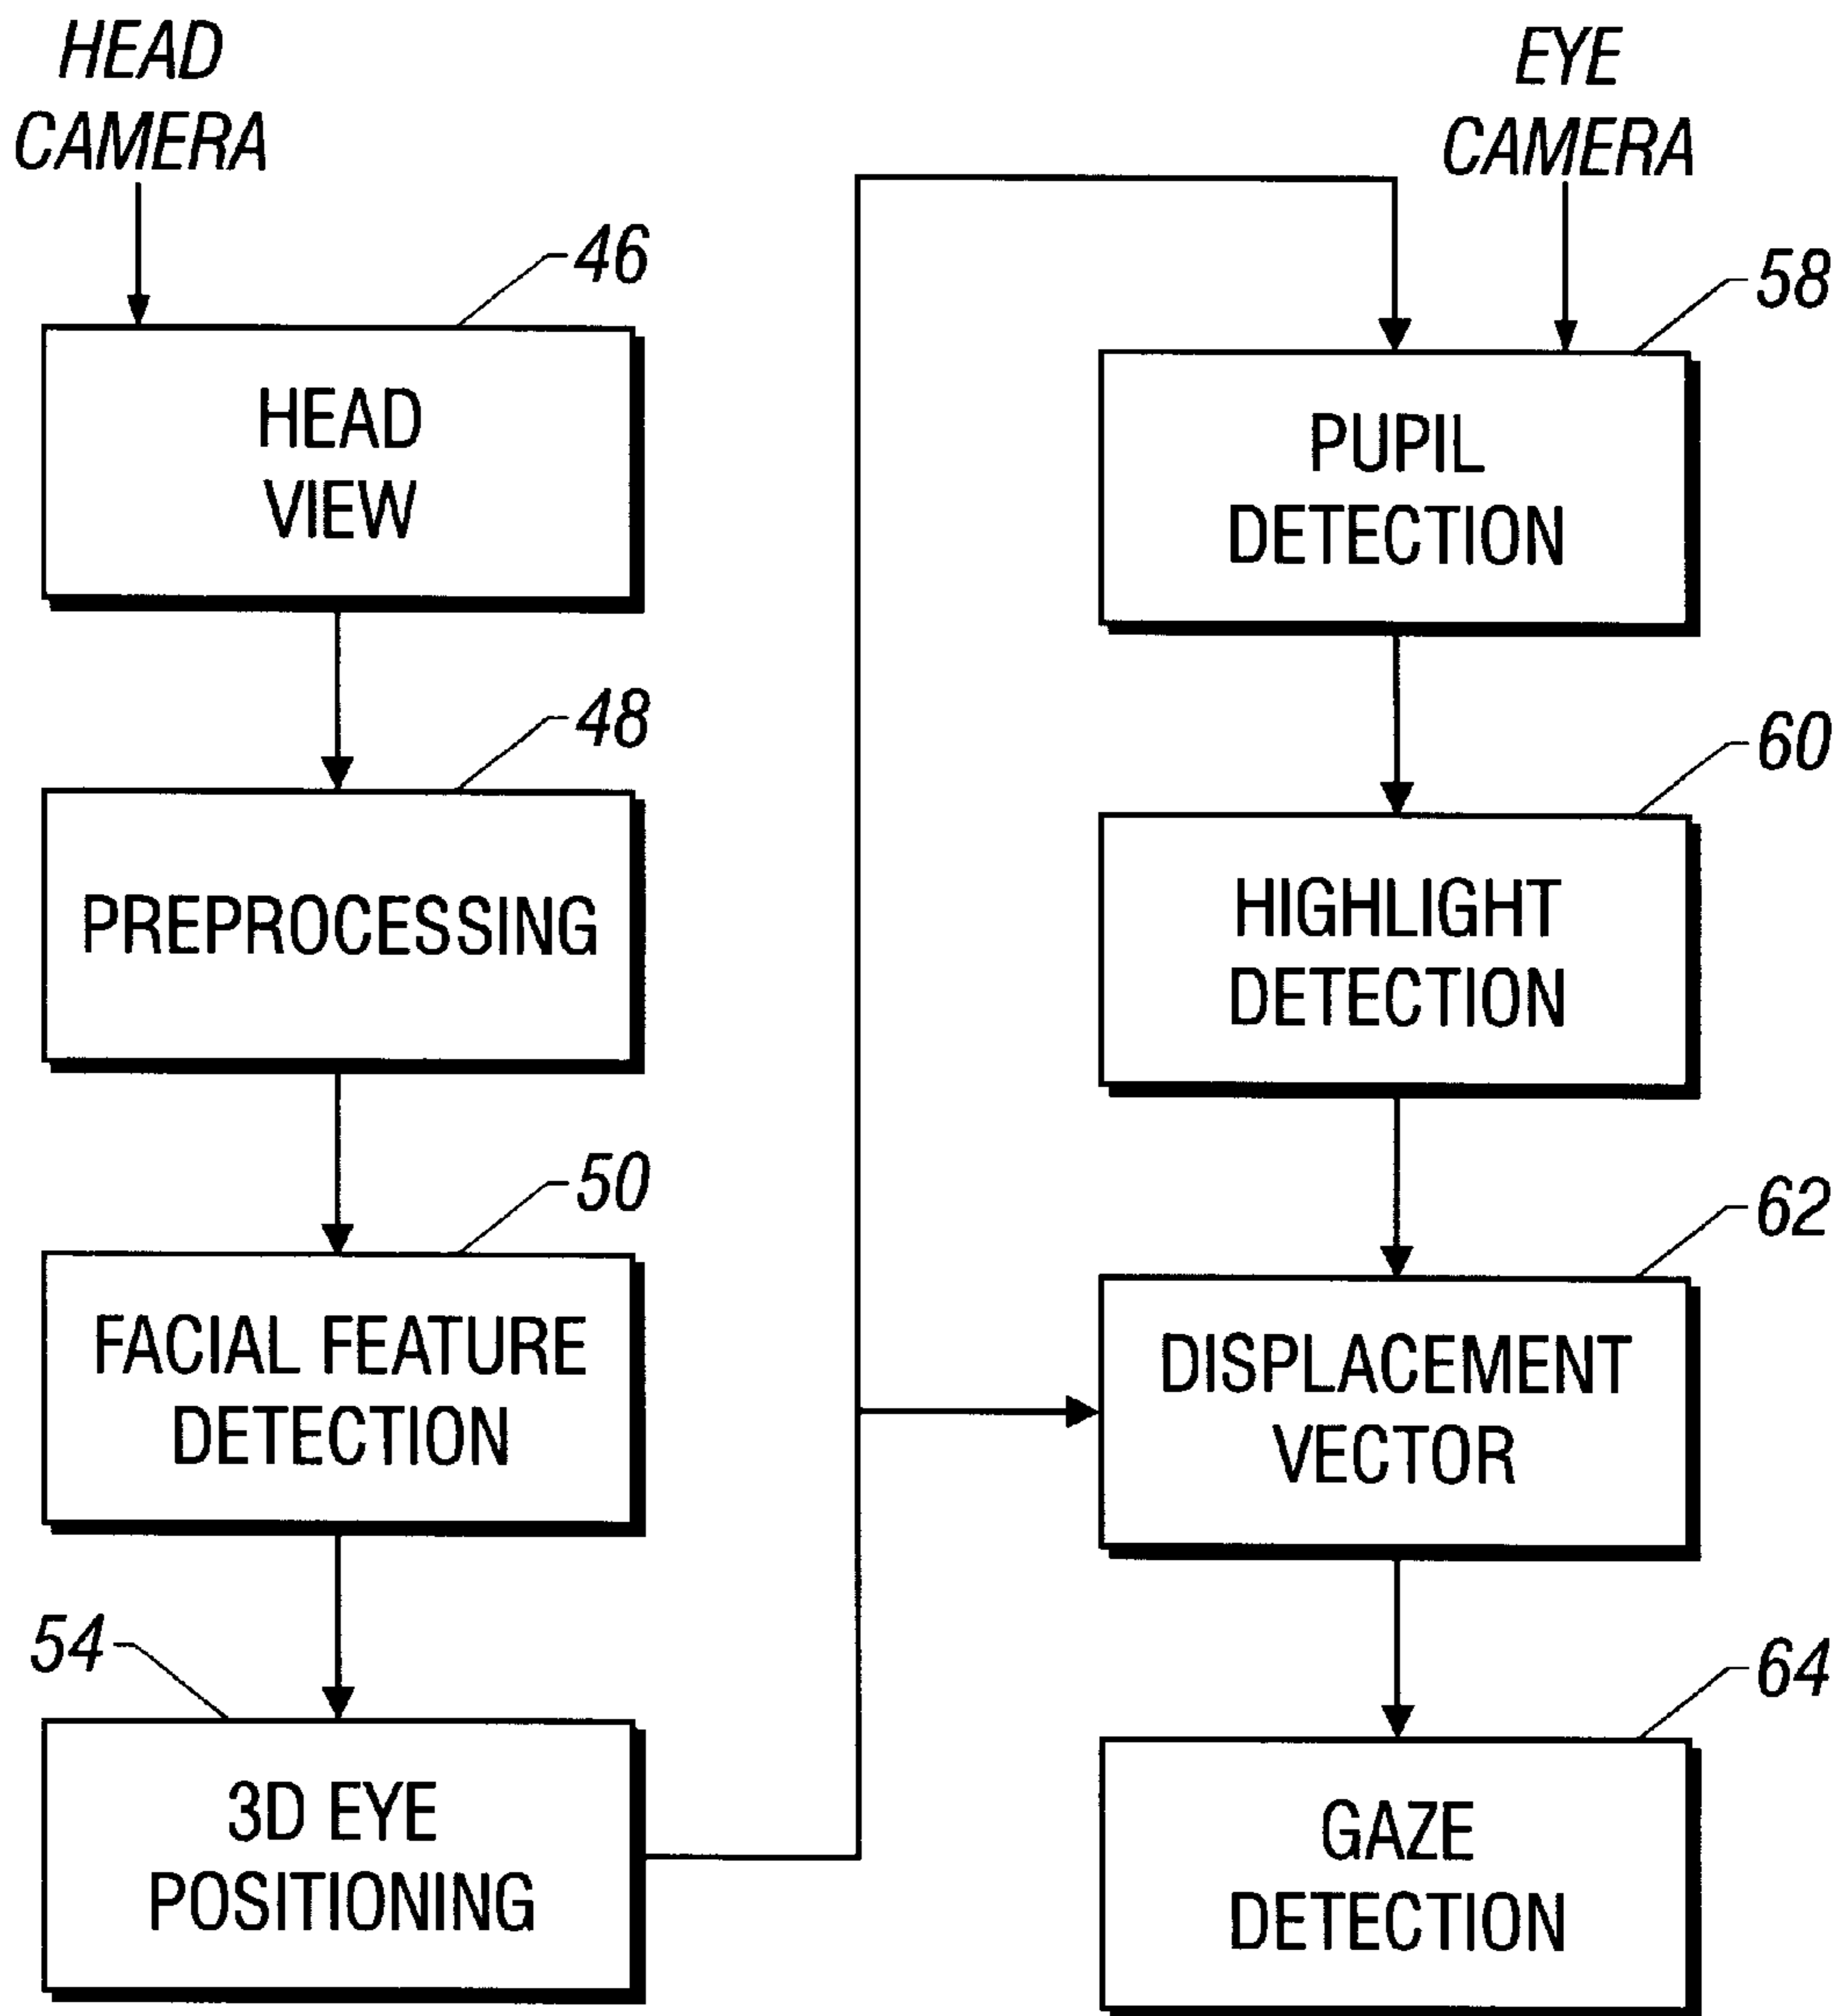 HEAD
CAMERA
46
HEAD
VIEW
48
PREPROCESSING
50
FACIAL FEATURE
DETECTION
54
3D EYE
POSITIONING
EYE
CAMERA
58
PUPIL
DETECTION
60
HIGHLIGHT
DETECTION
62
DISPLACEMENT
VECTOR
64
GAZE
DETECTION